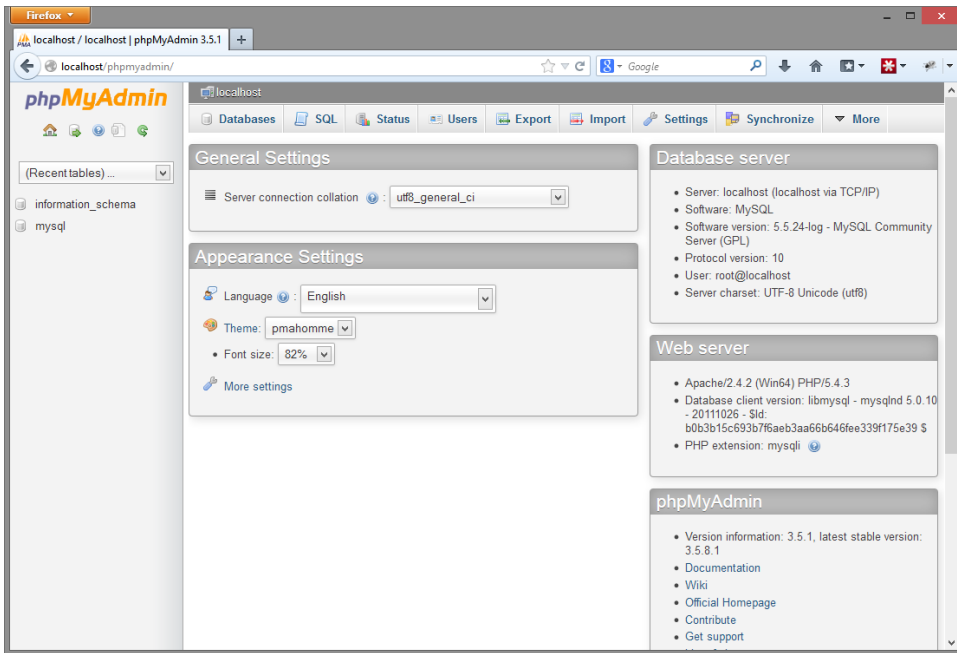 Firefox
localhost / localhost | phpMyAdmin 3.5.1
localhost/phpmyadmin/
Google
phpMyAdmin
(Recent tables) ...
information_schema
mysql
localhost
Databases
SQL
Status
Users
Export
Import
Settings
Synchronize
More
General Settings
Server connection collation : utf8_general_ci
Appearance Settings
Language : English
Theme: pmahomme
• Font size: 82%
More settings
Database server
• Server: localhost (localhost via TCP/IP)
• Software: MySQL
• Software version: 5.5.24-log - MySQL Community
Server (GPL)
• Protocol version: 10
• User: root@localhost
• Server charset: UTF-8 Unicode (utf8)
Web server
• Apache/2.4.2 (Win64) PHP/5.4.3
• Database client version: libmysql - mysqlnd 5.0.10
- 20111026 - $Id:
b0b3b15c693b7f6aeb3aa66b646fee339f175e39 $
• PHP extension: mysqli
phpMyAdmin
• Version information: 3.5.1, latest stable version:
3.5.8.1
• Documentation
• Wiki
• Official Homepage
• Contribute
• Get support